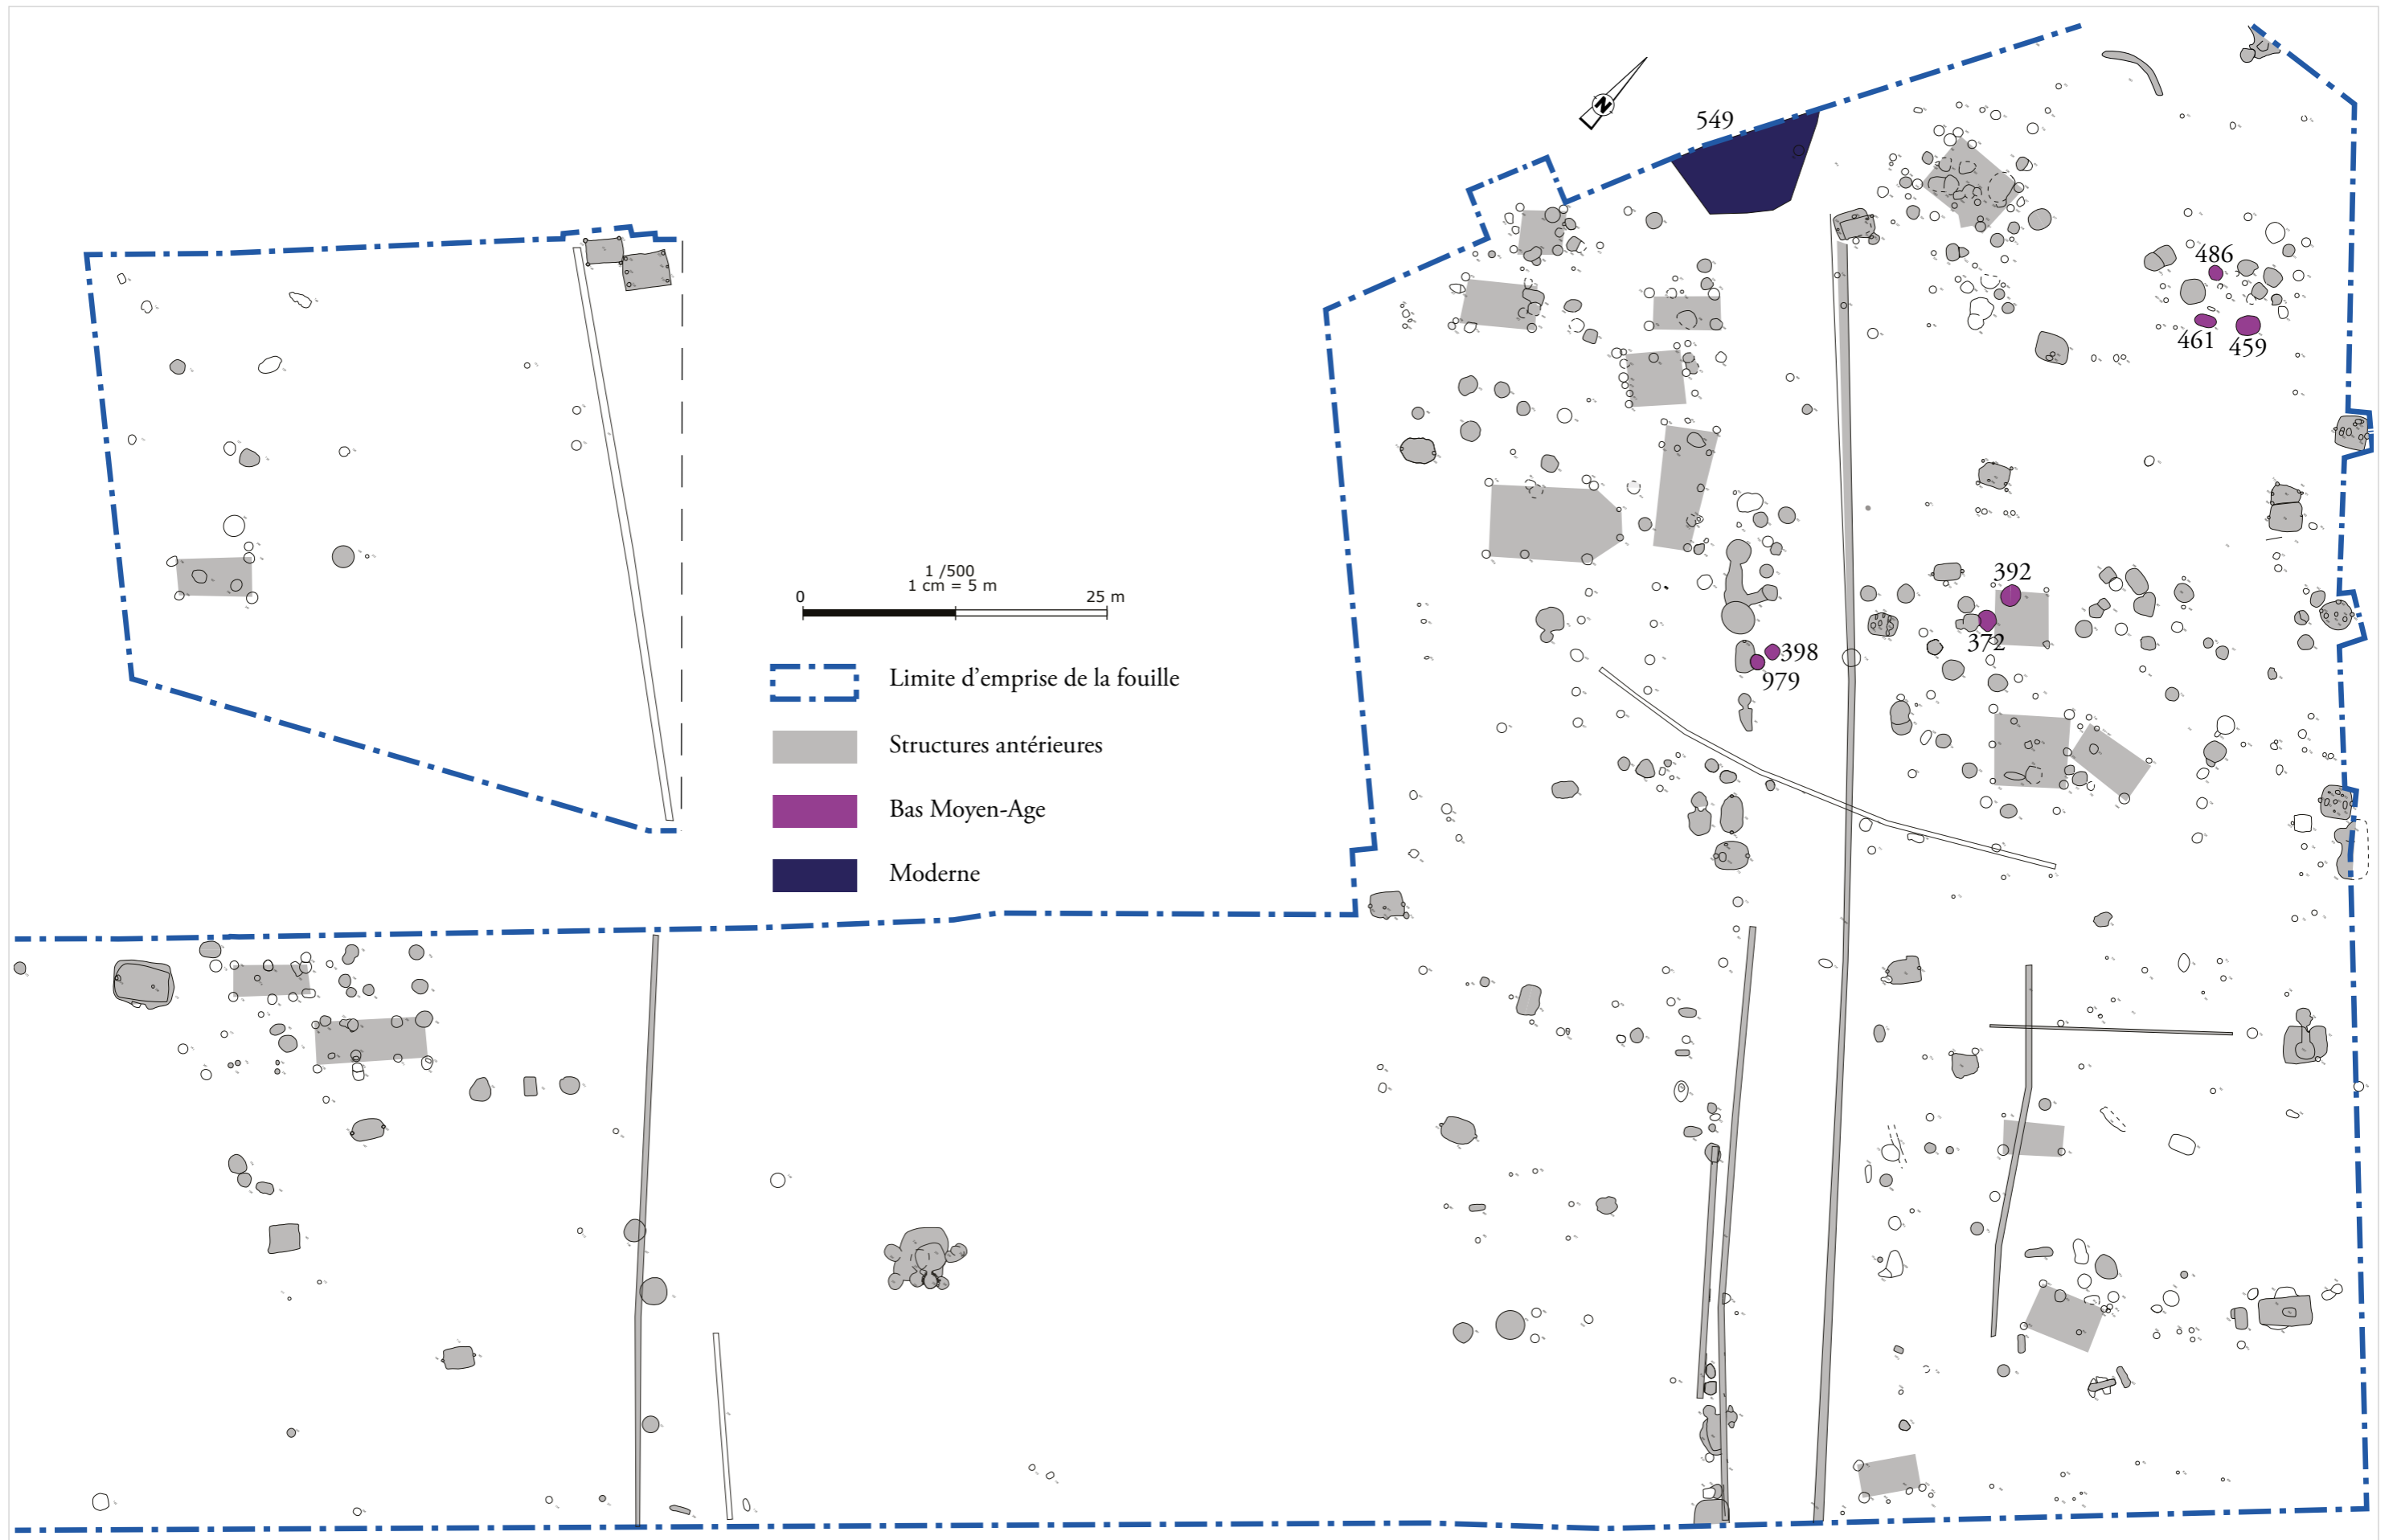 N
549
486
461
459
1 /500
1 cm = 5 m
0
25 m
392
372
398
979
Limite d’emprise de la fouille
Structures antérieures
Bas Moyen-Age
Moderne